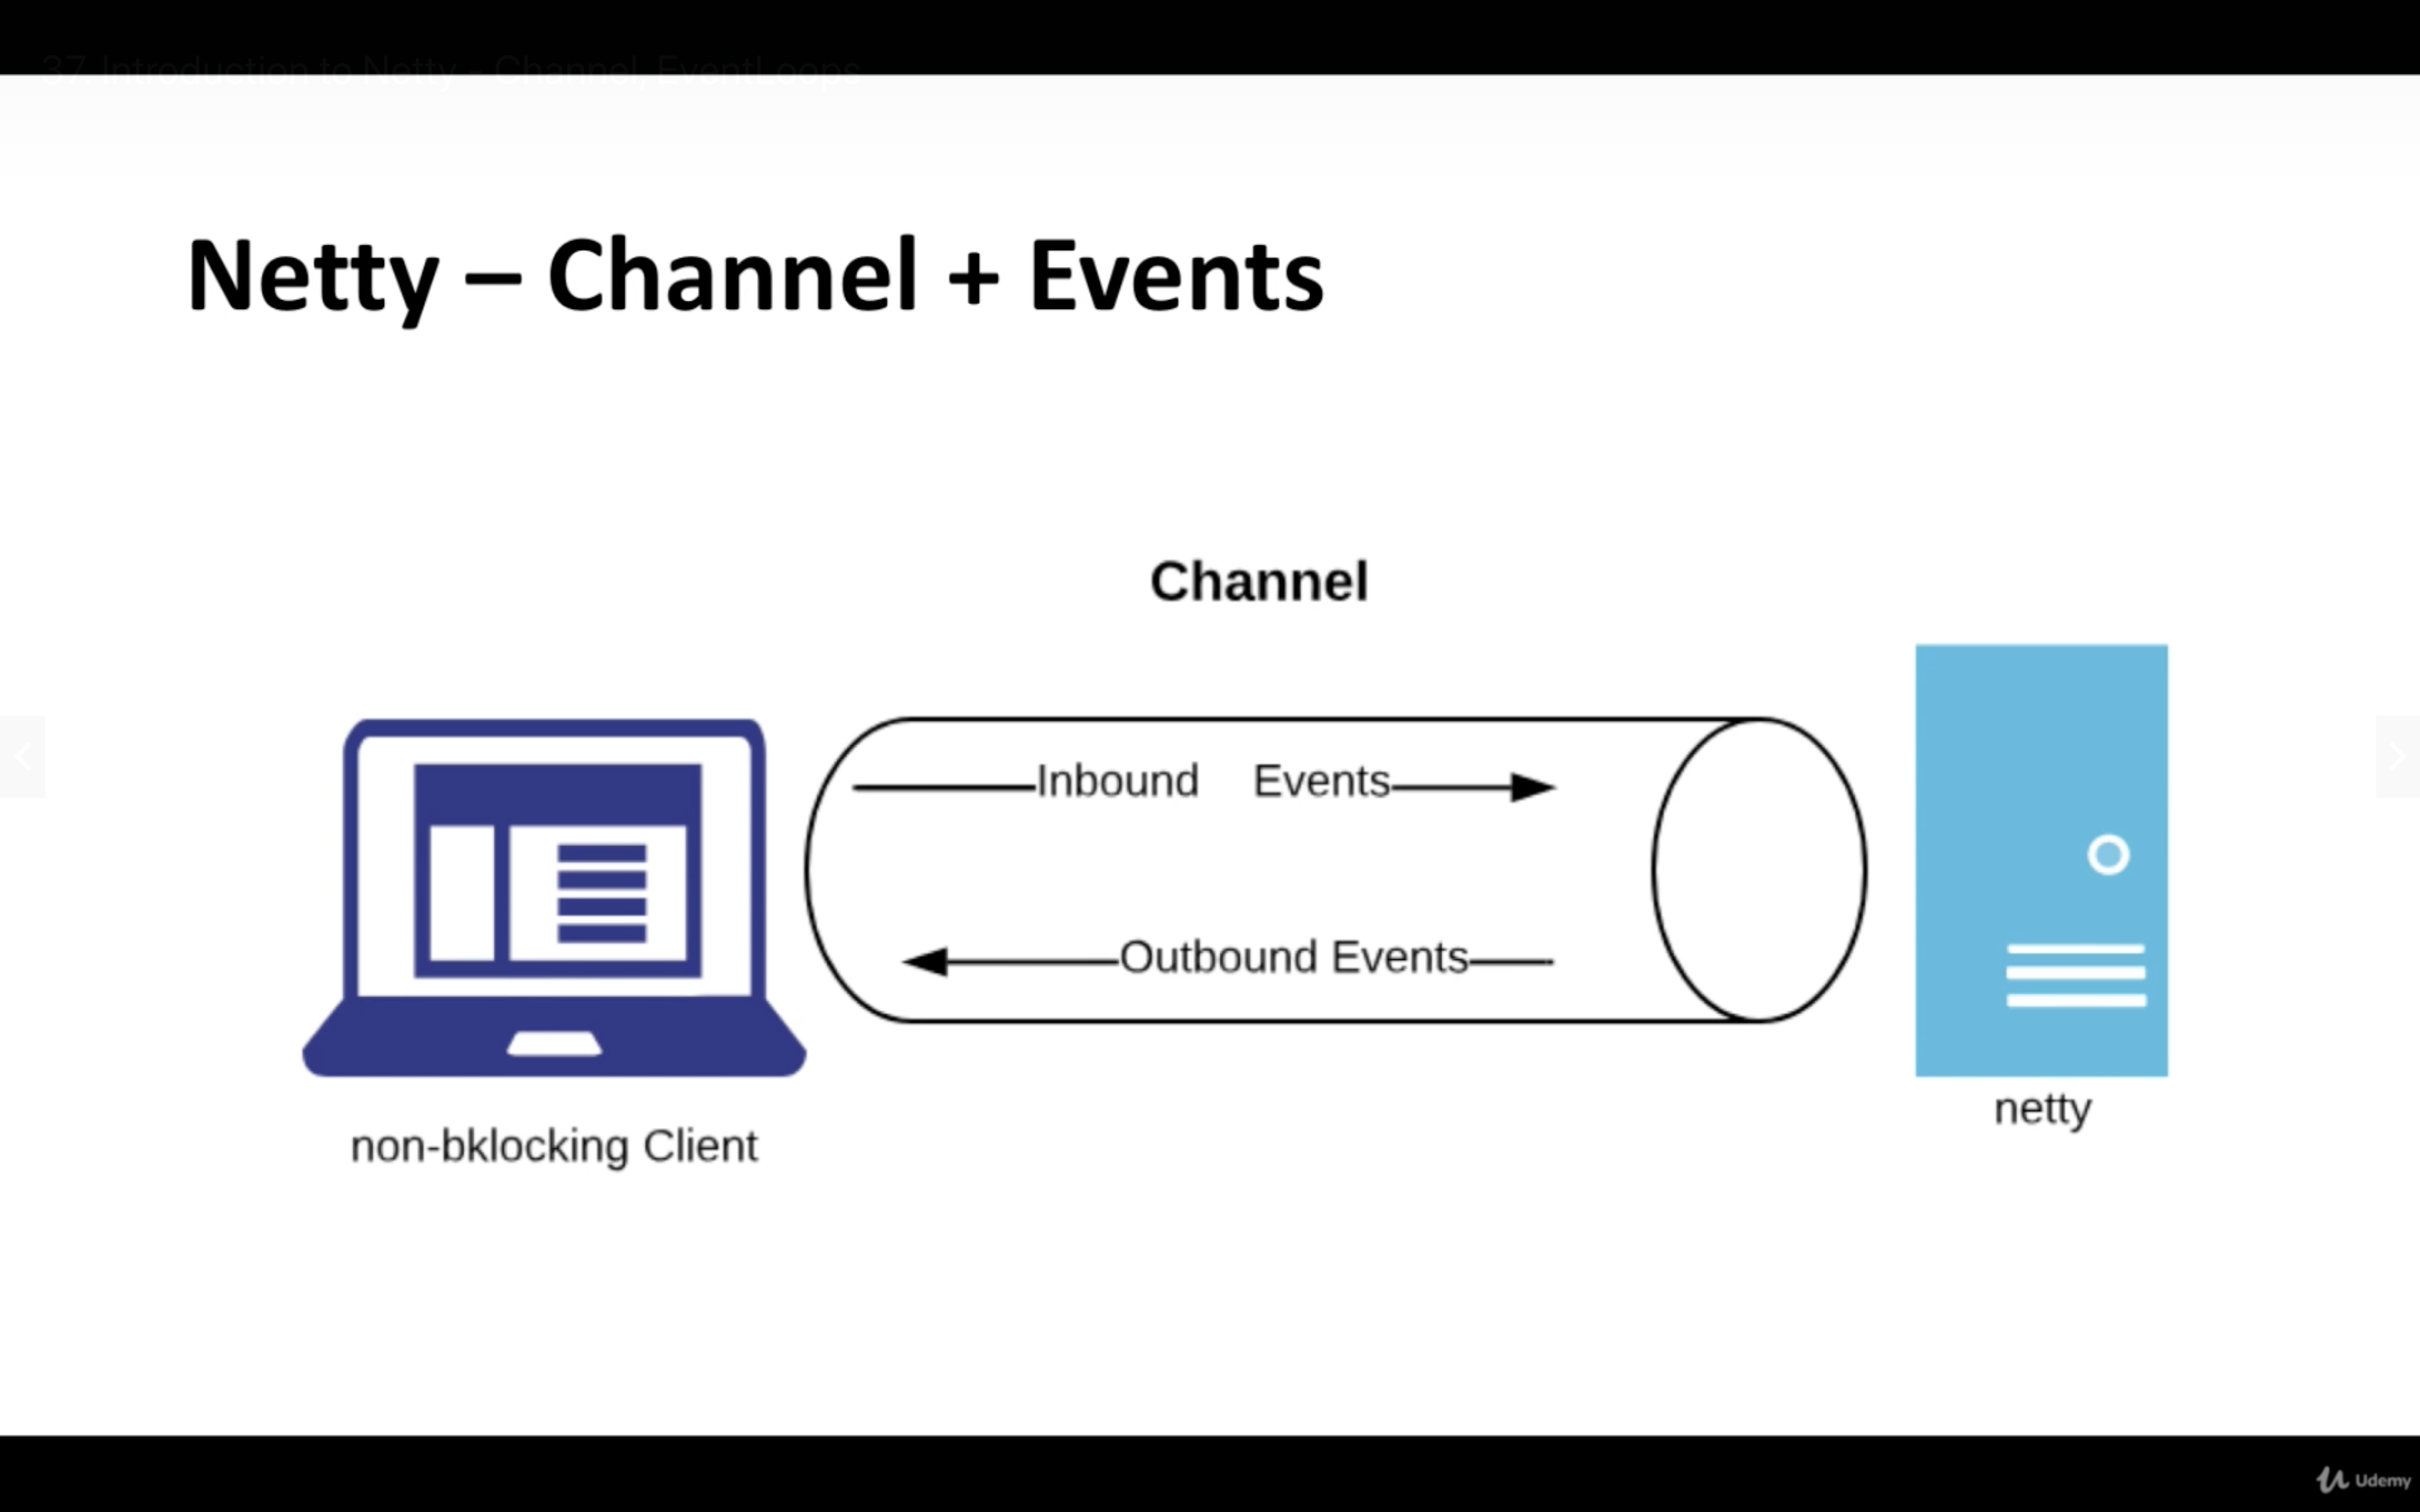 37. Introduction to Netty - Channel, EventLoops
Netty – Channel + Events
Channel
Inbound Events
Outbound Events
netty
non-bklocking Client
Udemy